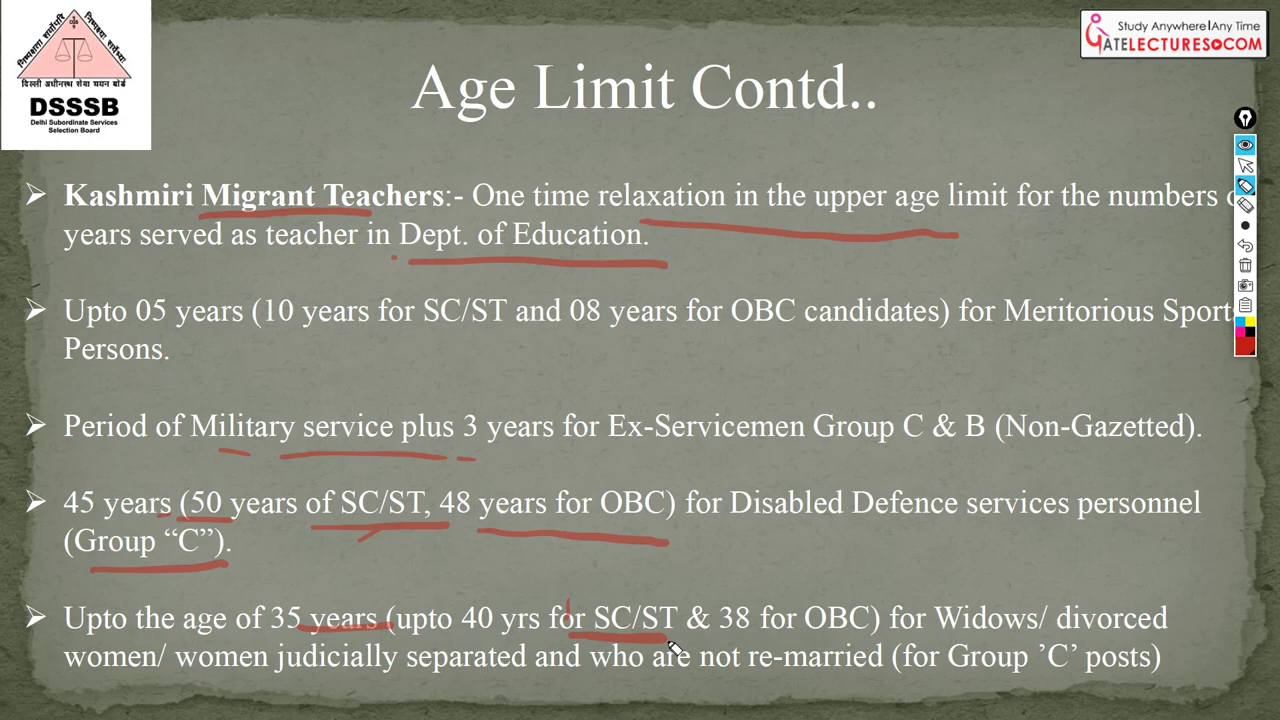 दिल्ली अधीनस्थ सेवा चयन बोर्ड
DSSSB
Delhi Subordinate Services
Selection Board
Study Anywhere|Any Time
GATELECTURES.COM
Age Limit Contd..
Kashmiri Migrant Teachers:- One time relaxation in the upper age limit for the numbers
years served as teacher in Dept. of Education.
Upto 05 years (10 years for SC/ST and 08 years for OBC candidates) for Meritorious Sport
Persons.
Period of Military service plus 3 years for Ex-Servicemen Group C & B (Non-Gazetted).
45 years (50 years of SC/ST, 48 years for OBC) for Disabled Defence services personnel
(Group “C”).
Upto the age of 35 years (upto 40 yrs for SC/ST & 38 for OBC) for Widows/ divorced
women/ women judicially separated and who are not re-married (for Group ’C’ posts)